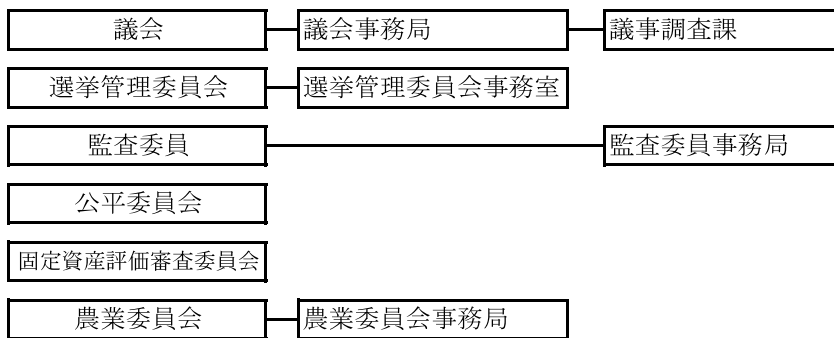 議会 議会事務局 議事調査課
選挙管理委員会 選挙管理委員会事務室
監査委員 監査委員事務局
公平委員会
固定資産評価審査委員会
農業委員会 農業委員会事務局